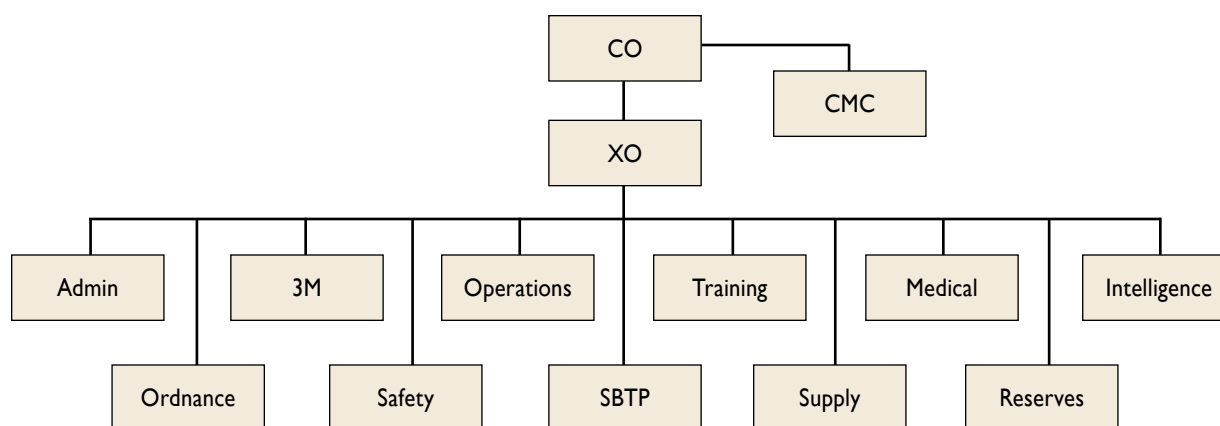 CO
CMC
XO
Admin
3M
Operations
Training
Medical
Intelligence
Ordnance
Safety
SBTP
Supply
Reserves